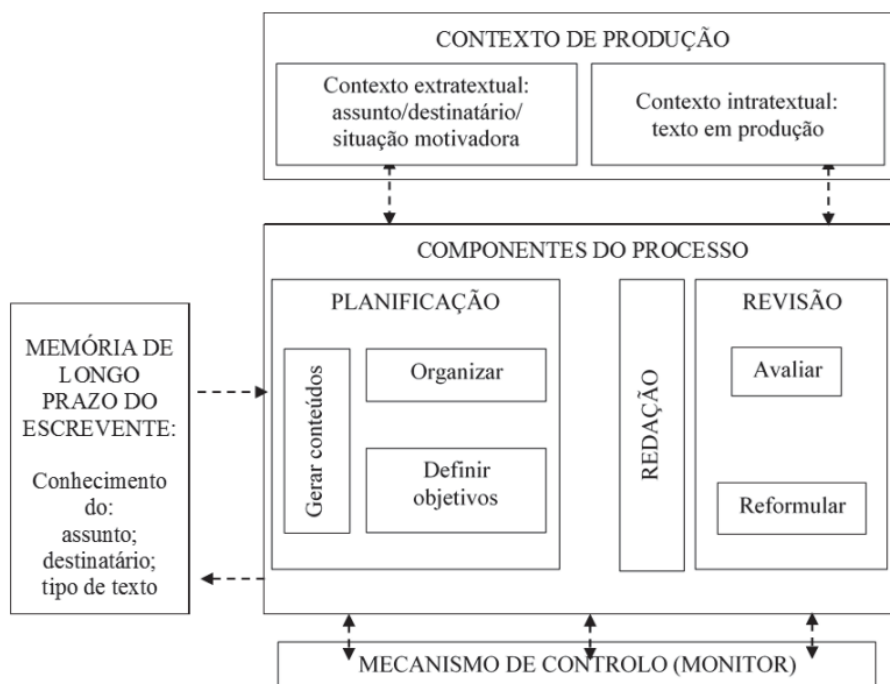 CONTEXTO DE PRODUÇÃO
Contexto extratextual:
assunto/destinatário/
situação motivadora
Contexto intratextual:
texto em produção
COMPONENTES DO PROCESSO
MEMÓRIA DE
LONGO
PRAZO DO
ESCREVENTE:
Conhecimento
do:
assunto;
destinatário;
tipo de texto
PLANIFICAÇÃO
Gerar conteúdos
Organizar
Definir
objetivos
REDAÇÃO
REVISÃO
Avaliar
Reformular
MECANISMO DE CONTROLO (MONITOR)